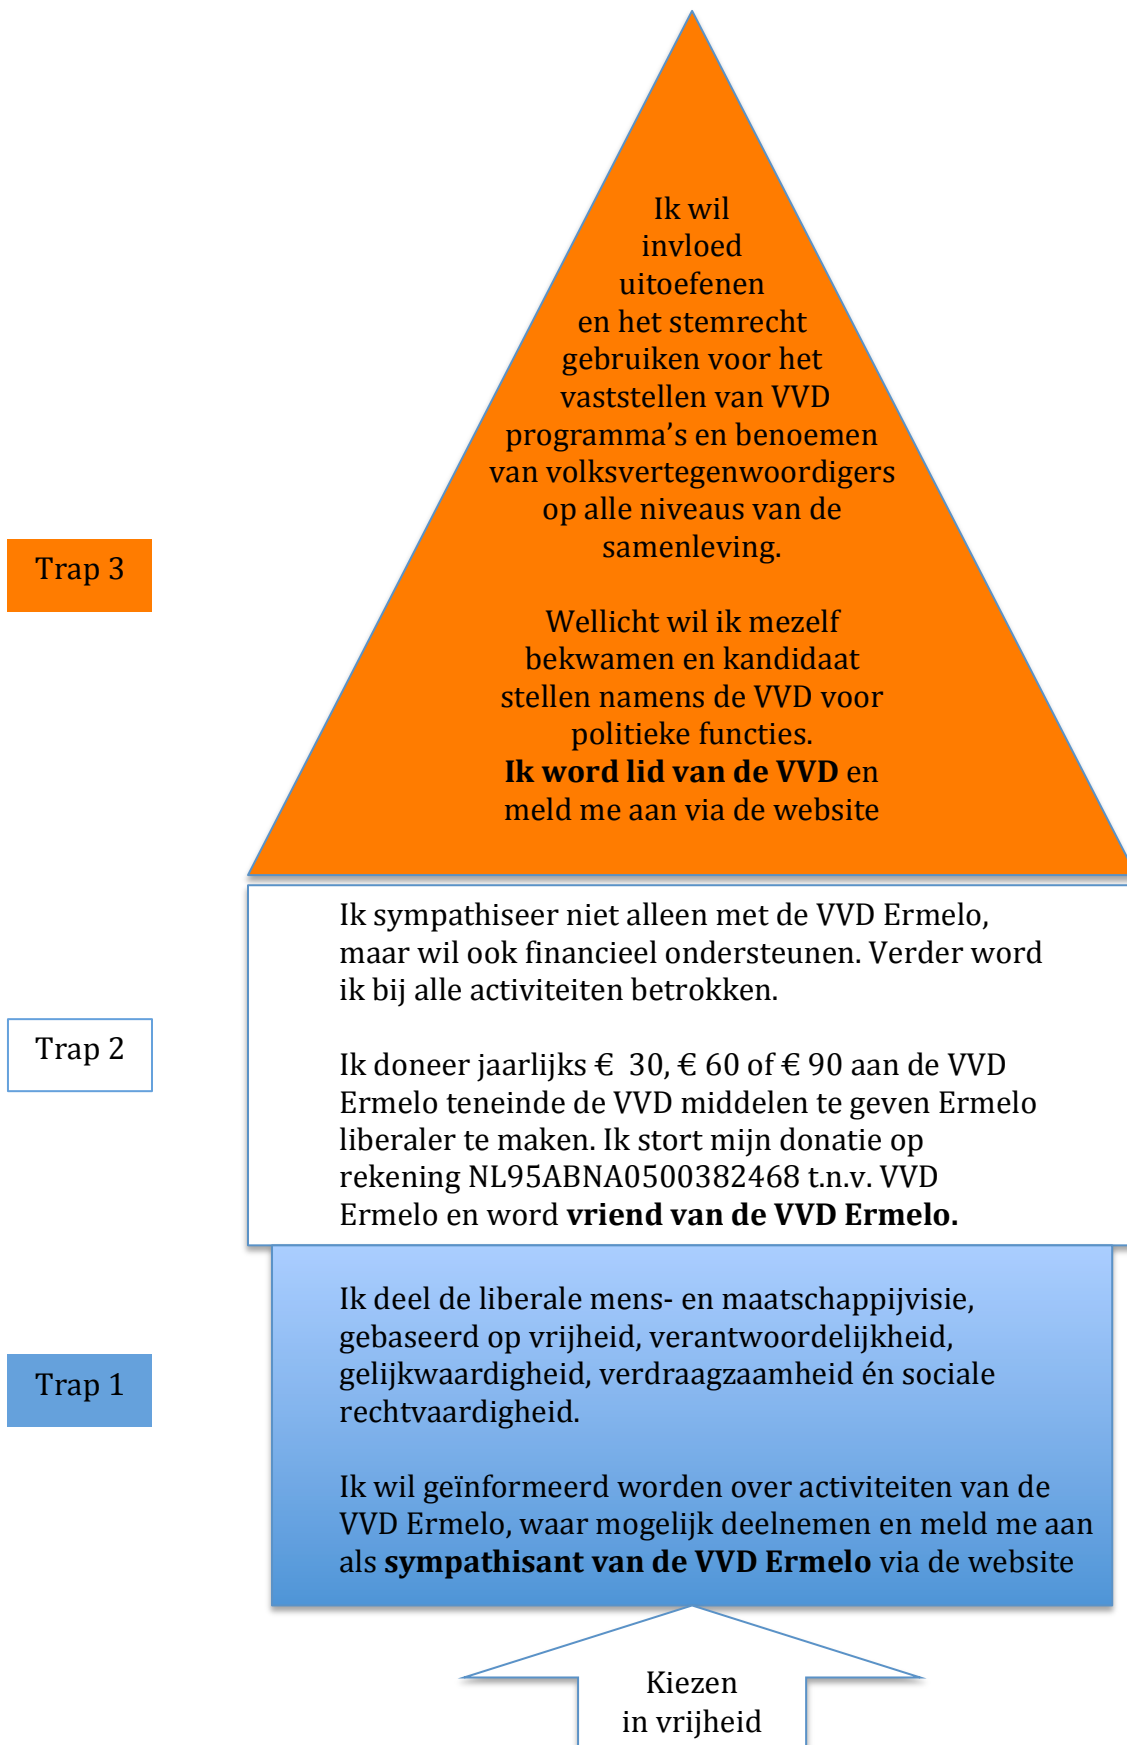 Ik wil
invloed
uitoefenen
en het stemrecht
gebruiken voor het
vaststellen van VVD
programma’s en benoemen
van volksvertegenwoordigers
op alle niveaus van de
samenleving.
Trap 3
Wellicht wil ik mezelf
bekwamen en kandidaat
stellen namens de VVD voor
politieke functies.
Ik word lid van de VVD en
meld me aan via de website
Ik sympathiseer niet alleen met de VVD Ermelo,
maar wil ook financieel ondersteunen. Verder word
ik bij alle activiteiten betrokken.
Trap 2
Ik doneer jaarlijks € 30, € 60 of € 90 aan de VVD
Ermelo teneinde de VVD middelen te geven Ermelo
liberaler te maken. Ik stort mijn donatie op
rekening NL95ABNA0500382468 t.n.v. VVD
Ermelo en word vriend van de VVD Ermelo.
Ik deel de liberale mens- en maatschappijvisie,
gebaseerd op vrijheid, verantwoordelijkheid,
gelijkwaardigheid, verdraagzaamheid én sociale
rechtvaardigheid.
Trap 1
Ik wil geïnformeerd worden over activiteiten van de
VVD Ermelo, waar mogelijk deelnemen en meld me aan
als sympathisant van de VVD Ermelo via de website
Kiezen
in vrijheid